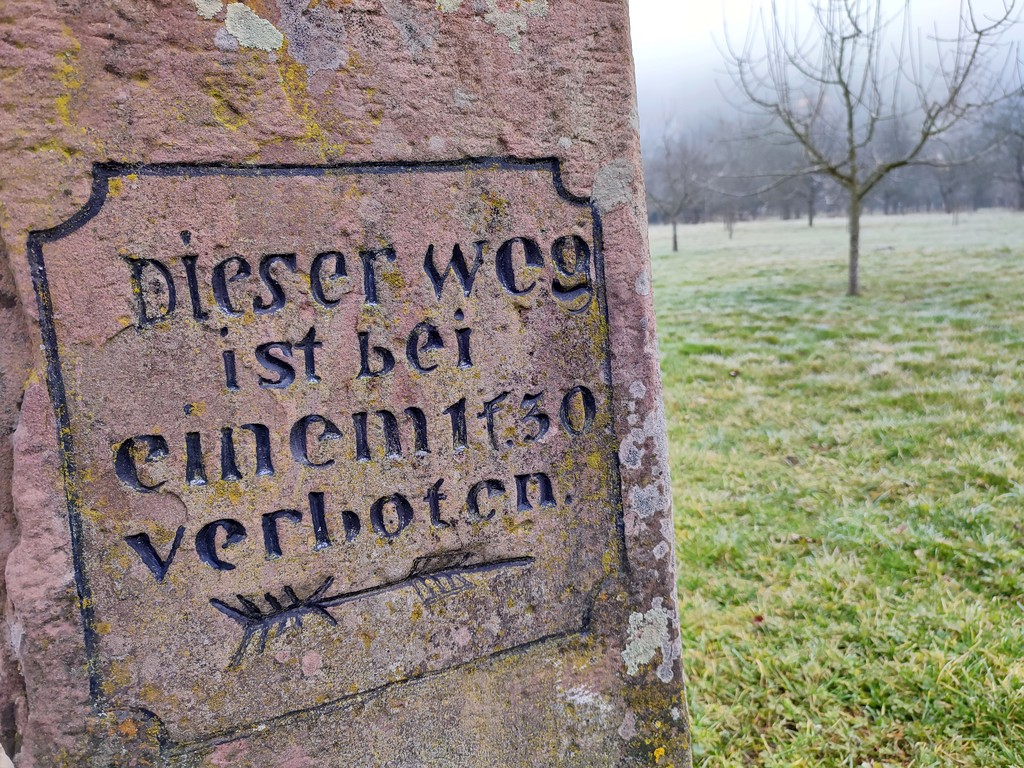 Dieser weg
ist bei
einem 1f.30
verboten.